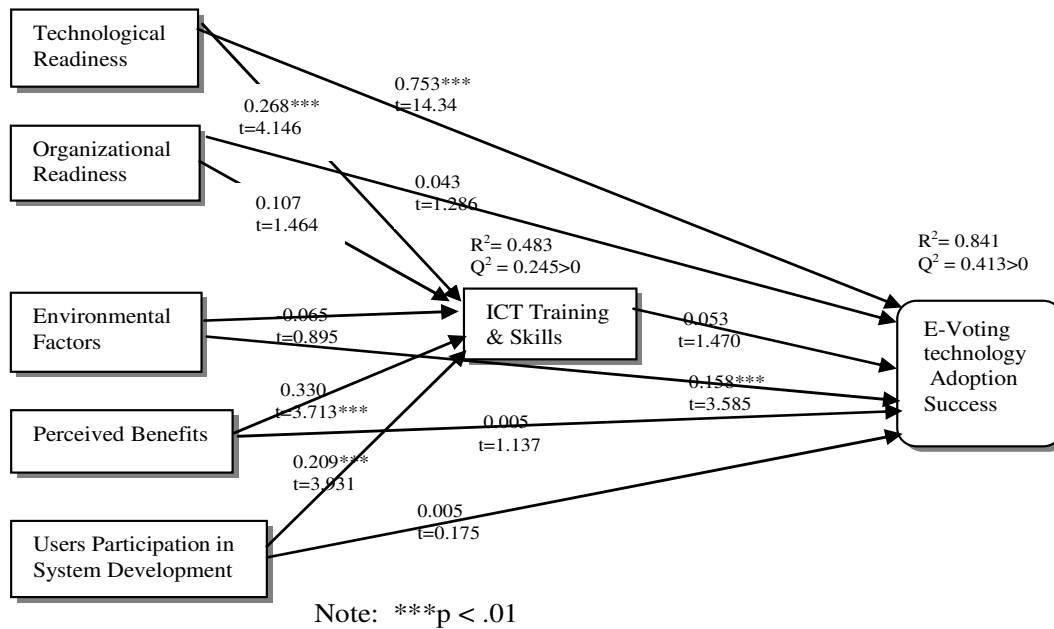 Technological
Readiness
0.753***
t=14.34
0.268***
t=4.146
Organizational
Readiness
0.043
t=1.286
0.107
t=1.464
R²= 0.483
Q² = 0.245>0
R²= 0.841
Q² = 0.413>0
Environmental
Factors
-0.065
t=0.895
ICT Training
& Skills
0.053
t=1.470
E-Voting
technology
Adoption
Success
0.158***
t=3.585
0.330
t=3.713***
Perceived Benefits
0.005
t=1.137
0.209***
t=3.931
0.005
t=0.175
Users Participation in
System Development
Note: ***p < .01